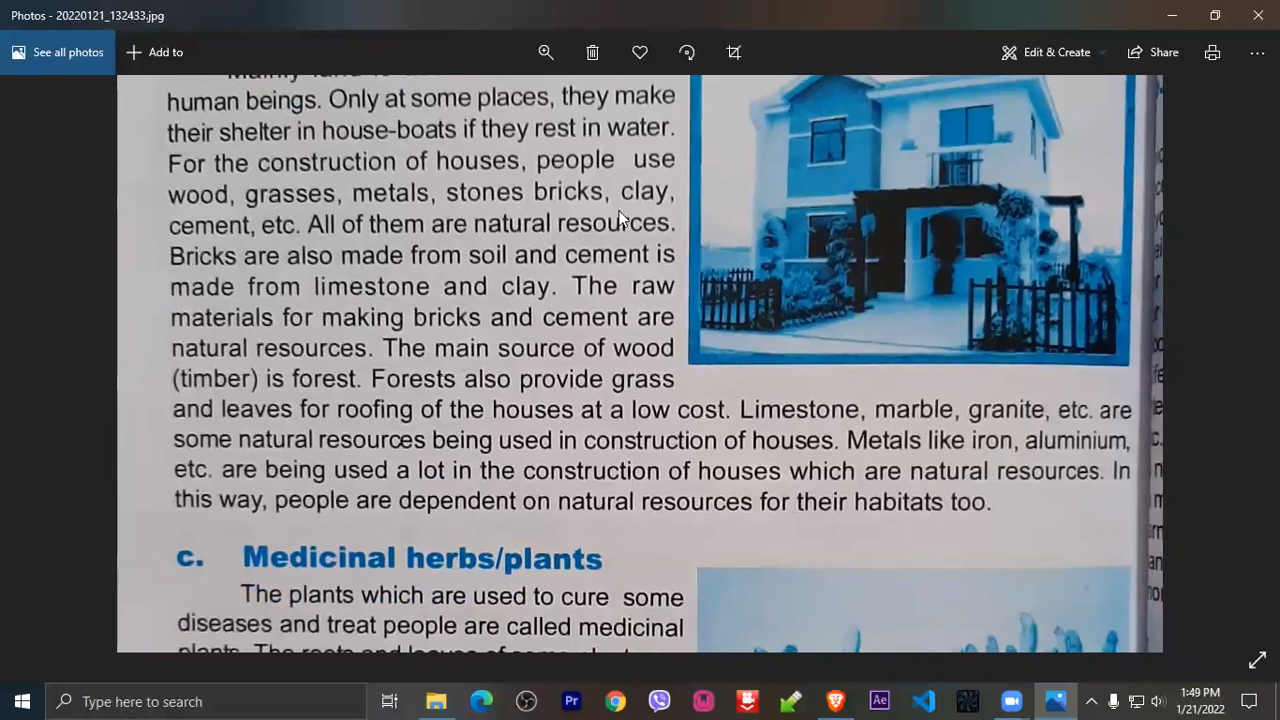 Photos - 20220121_132433.jpg
See all photos
Add to
Edit & Create
Share
human beings. Only at some places, they make
their shelter in house-boats if they rest in water.
For the construction of houses, people use
wood, grasses, metals, stones bricks, clay,
cement, etc. All of them are natural resources.
Bricks are also made from soil and cement is
made from limestone and clay. The raw
materials for making bricks and cement are
natural resources. The main source of wood
(timber) is forest. Forests also provide grass
and leaves for roofing of the houses at a low cost. Limestone, marble, granite, etc. are
some natural resources being used in construction of houses. Metals like iron, aluminium,
etc. are being used a lot in the construction of houses which are natural resources. In
this way, people are dependent on natural resources for their habitats too.
c. Medicinal herbs/plants
The plants which are used to cure some
diseases and treat people are called medicinal
Type here to search
Pr
Ae
1:49 PM
1/21/2022